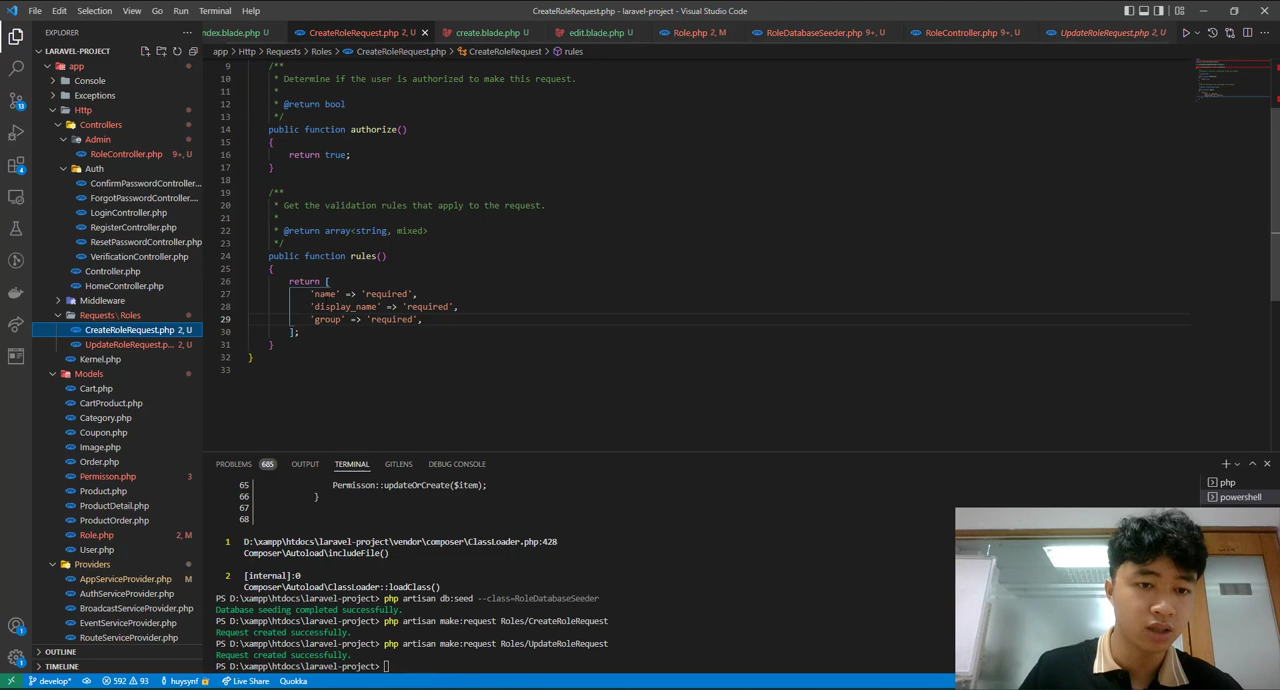 File Edit Selection View Go Run Terminal Help
CreateRoleRequest.php - laravel-project - Visual Studio Code
EXPLORER
index.blade.php U
CreateRoleRequest.php 2, U
create.blade.php U
edit.blade.php U
Role.php 2, M
RoleDatabaseSeeder.php 9+, U
RoleController.php 9+, U
UpdateRoleRequest.php 2, U
LARAVEL-PROJECT
app > Http > Requests > Roles > CreateRoleRequest.php > CreateRoleRequest > rules
app
Console
Exceptions
Http
Controllers
Admin
RoleController.php 9+, U
Auth
ConfirmPasswordController...
ForgotPasswordController....
LoginController.php
RegisterController.php
ResetPasswordController.php
VerificationController.php
Controller.php
HomeController.php
Middleware
Requests \ Roles
CreateRoleRequest.php 2, U
UpdateRoleRequest.p... 2, U
Kernel.php
Models
Cart.php
CartProduct.php
Category.php
Coupon.php
Image.php
Order.php
Permisson.php 3
Product.php
ProductDetail.php
ProductOrder.php
Role.php 2, M
User.php
Providers
AppServiceProvider.php M
AuthServiceProvider.php
BroadcastServiceProvider.php
EventServiceProvider.php
RouteServiceProvider.php
OUTLINE
TIMELINE
9 /**
10 * Determine if the user is authorized to make this request.
11 *
12 * @return bool
13 */
14 public function authorize()
15 {
16 return true;
17 }
18
19 /**
20 * Get the validation rules that apply to the request.
21 *
22 * @return array<string, mixed>
23 */
24 public function rules()
25 {
26 return [
27 'name' => 'required',
28 'display_name' => 'required',
29 'group' => 'required',
30 ];
31 }
32 }
33
PROBLEMS 685 OUTPUT TERMINAL GITLENS DEBUG CONSOLE
65 Permisson::updateOrCreate($item);
66 }
67
68
1 D:\xampp\htdocs\laravel-project\vendor\composer\ClassLoader.php:428
Composer\Autoload\includeFile()
2 [internal]:0
Composer\Autoload\ClassLoader::loadClass()
PS D:\xampp\htdocs\laravel-project> php artisan db:seed --class=RoleDatabaseSeeder
Database seeding completed successfully.
PS D:\xampp\htdocs\laravel-project> php artisan make:request Roles/CreateRoleRequest
Request created successfully.
PS D:\xampp\htdocs\laravel-project> php artisan make:request Roles/UpdateRoleRequest
Request created successfully.
PS D:\xampp\htdocs\laravel-project>
php
powershell
develop* 592 93 huysynf Live Share Quokka